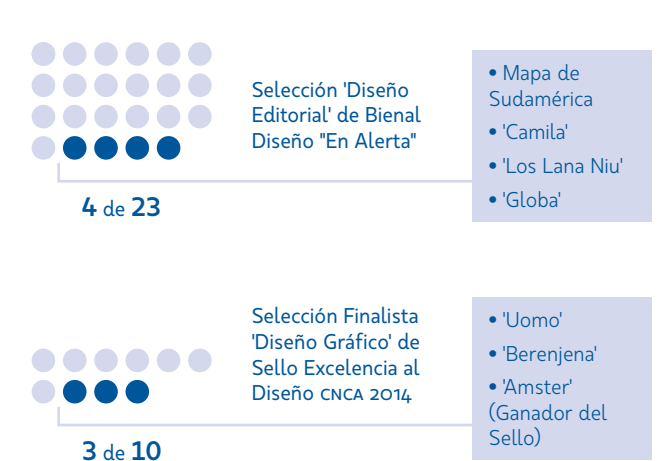 Selección 'Diseño
Editorial' de Bienal
Diseño "En Alerta"
4 de 23
• Mapa de
Sudamérica
• 'Camila'
• 'Los Lana Niu'
• 'Globa'
Selección Finalista
'Diseño Gráfico' de
Sello Excelencia al
Diseño CNCA 2014
3 de 10
• 'Uomo'
• 'Berenjena'
• 'Amster'
(Ganador del
Sello)